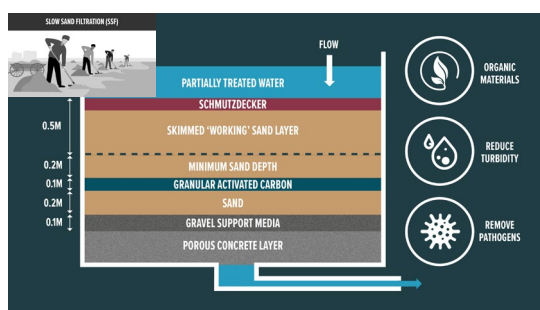 SLOW SAND FILTRATION (SSF)
FLOW
PARTIALLY TREATED WATER
SCHMUTZDECKER
0.5M
SKIMMED ‘WORKING’ SAND LAYER
0.2M
MINIMUM SAND DEPTH
0.1M
GRANULAR ACTIVATED CARBON
0.2M
SAND
0.1M
GRAVEL SUPPORT MEDIA
POROUS CONCRETE LAYER
ORGANIC
MATERIALS
REDUCE
TURBIDITY
REMOVE
PATHOGENS